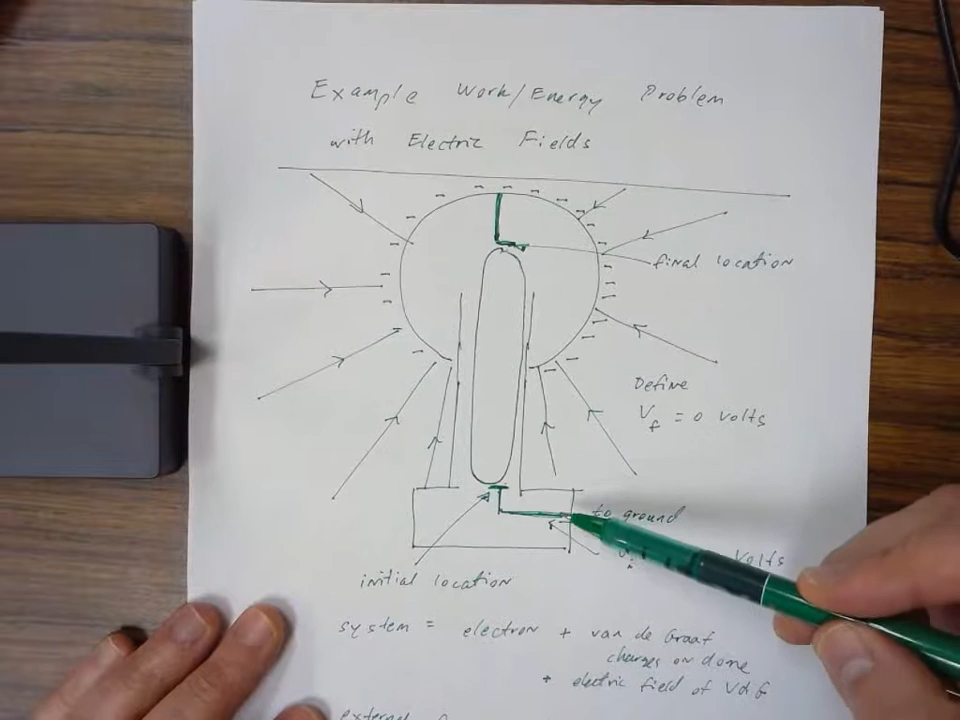 Example Work/Energy Problem
with Electric Fields
final location
Define
V_f = 0 volts
to ground
Volts
initial location
system = electron + van de Graaf
charges on dome
+ electric field of VdG
external